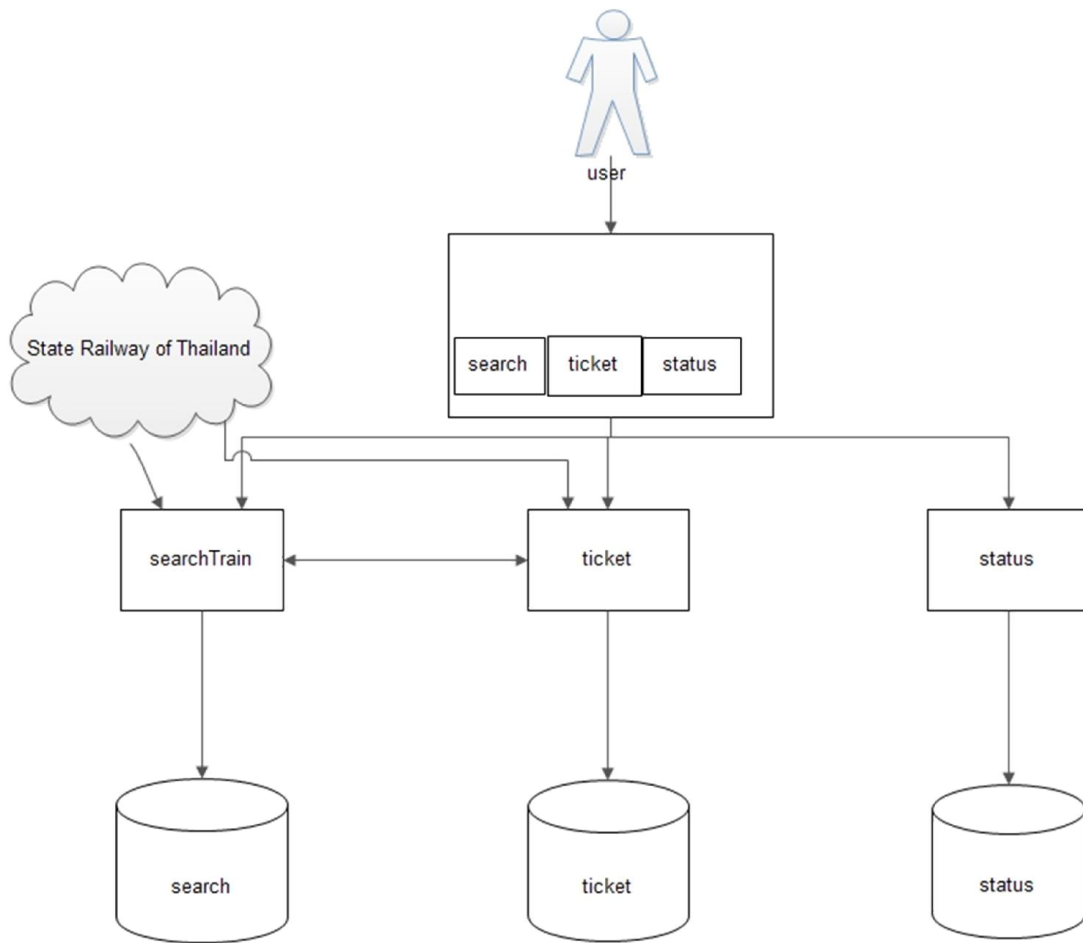 user
State Railway of Thailand
search
ticket
status
searchTrain
ticket
status
search
ticket
status